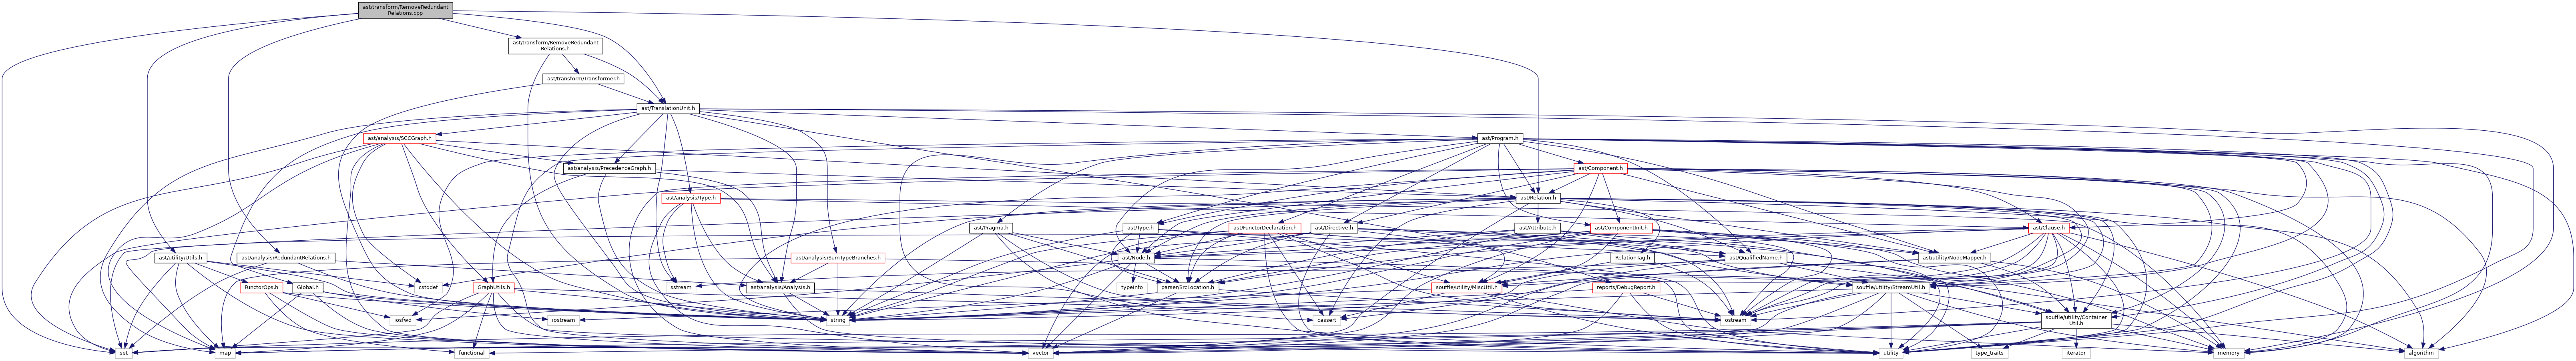 ast/transform/RemoveRedundant
Relations.cpp
ast/transform/RemoveRedundant
Relations.h
ast/transform/Transformer.h
ast/TranslationUnit.h
ast/analysis/SCCGraph.h
ast/Program.h
ast/analysis/PrecedenceGraph.h
ast/Component.h
ast/analysis/Type.h
ast/Relation.h
ast/Pragma.h
ast/Type.h
ast/FunctorDeclaration.h
ast/Directive.h
ast/Attribute.h
ast/ComponentInit.h
ast/Clause.h
ast/utility/Utils.h
ast/analysis/RedundantRelations.h
ast/analysis/SumTypeBranches.h
ast/Node.h
RelationTag.h
ast/QualifiedName.h
ast/utility/NodeMapper.h
FunctorOps.h
Global.h
cstddef
GraphUtils.h
sstream
ast/analysis/Analysis.h
typeinfo
parser/SrcLocation.h
souffle/utility/MiscUtil.h
reports/DebugReport.h
souffle/utility/StreamUtil.h
iosfwd
iostream
string
cassert
ostream
souffle/utility/Container
Util.h
set
map
functional
vector
utility
type_traits
iterator
memory
algorithm